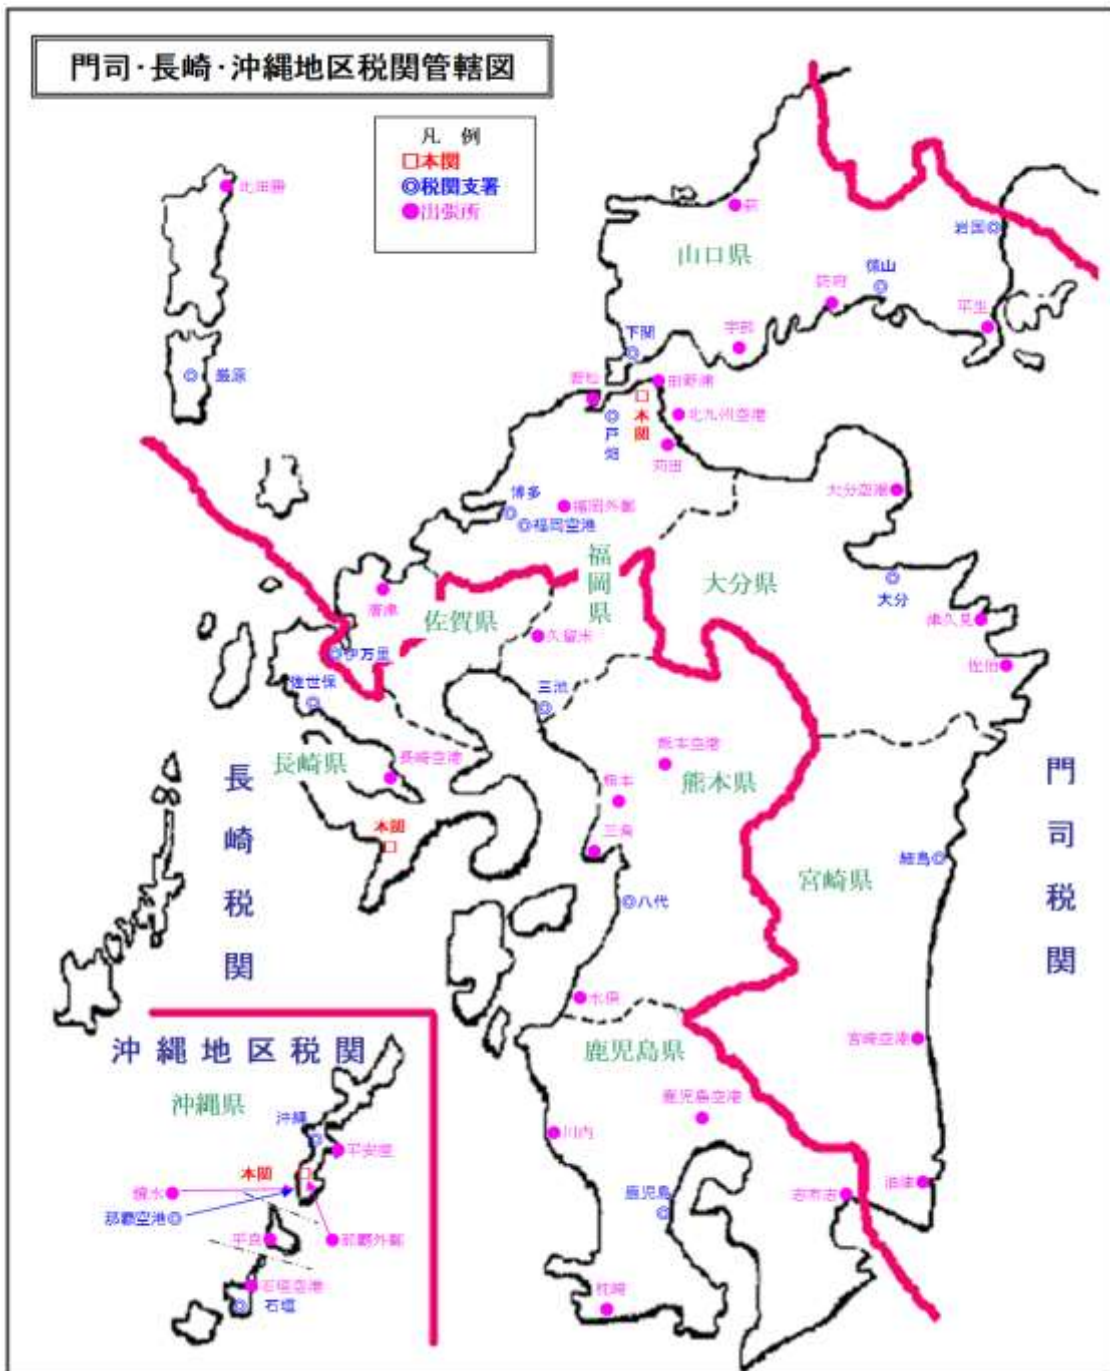 門司・長崎・沖縄地区税関管轄図
凡 例
□本関
◎税関支署
●出張所
北田勝
萩
岩国◎
山口県
徳山
防府
平生
下関
宇部
厳原
若松
田野浦
本関
北九州空港
戸畑
苅田
博多
福岡外郵
◎福岡空港
大分空港
福岡県
大分県
大分
唐津
佐賀県
久留米
津久見
◎伊万里
佐世保
三池
佐伯
長崎県
長崎空港
熊本空港
熊本県
熊本
長崎税関
門司税関
本関
三角
宮崎県
細島◎
◎八代
水俣
沖縄地区税関
鹿児島県
宮崎空港
沖縄県
鹿児島空港
沖縄
川内
平安座
本関
鏡水
鹿児島
志布志
油津
那覇空港◎
平良
那覇外郵
石垣空港
石垣
枕崎